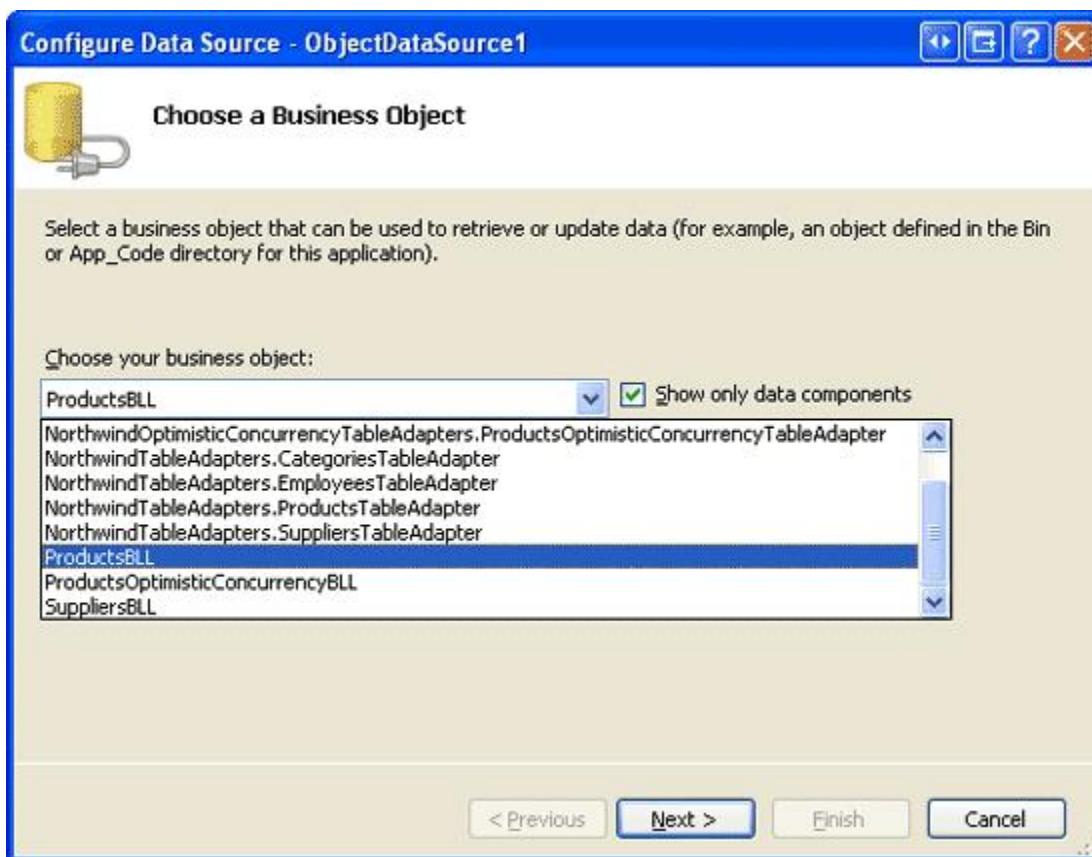 Configure Data Source - ObjectDataSource1
Choose a Business Object
Select a business object that can be used to retrieve or update data (for example, an object defined in the Bin
or App_Code directory for this application).
Choose your business object:
ProductsBLL
Show only data components
NorthwindOptimisticConcurrencyTableAdapters.ProductsOptimisticConcurrencyTableAdapter
NorthwindTableAdapters.CategoriesTableAdapter
NorthwindTableAdapters.EmployeesTableAdapter
NorthwindTableAdapters.ProductsTableAdapter
NorthwindTableAdapters.SuppliersTableAdapter
ProductsBLL
ProductsOptimisticConcurrencyBLL
SuppliersBLL
< Previous
Next >
Finish
Cancel